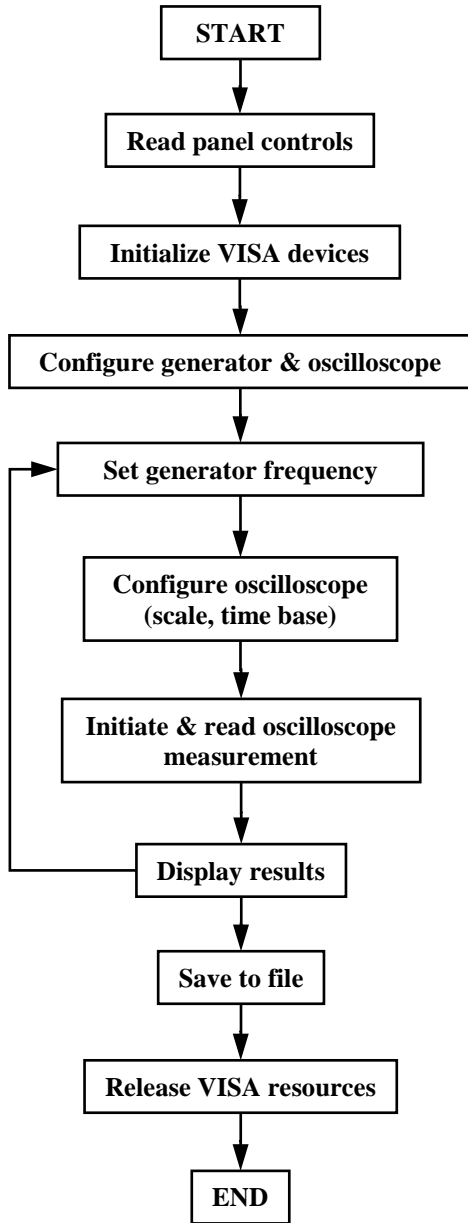 START
Read panel controls
Initialize VISA devices
Configure generator & oscilloscope
Set generator frequency
Configure oscilloscope
(scale, time base)
Initiate & read oscilloscope
measurement
Display results
Save to file
Release VISA resources
END